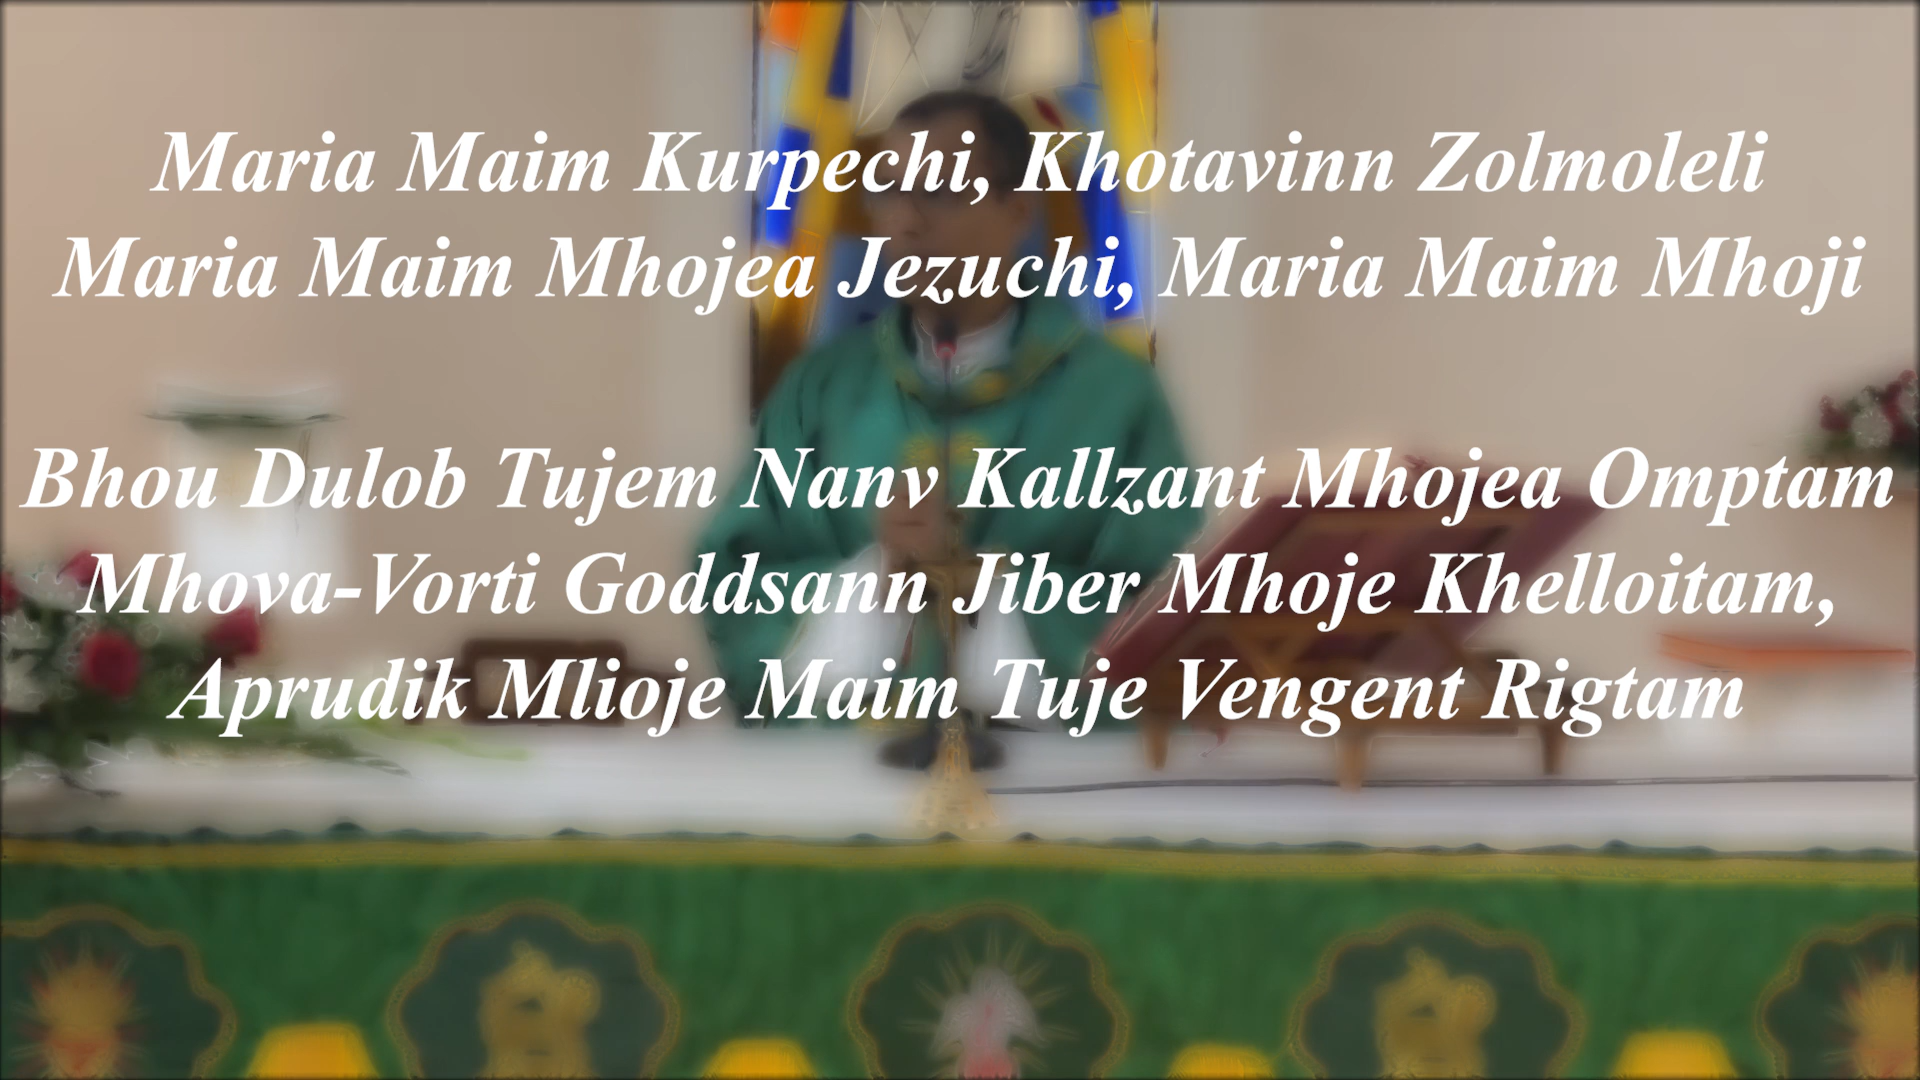 Maria Maim Kurpechi, Khotavinn Zolmoleli
Maria Maim Mhojea Jezuchi, Maria Maim Mhoji
Bhou Dulob Tujem Nanv Kallzant Mhojea Omptam
Mhova-Vorti Goddsann Jiber Mhoje Khelloitam,
Aprudik Mlioje Maim Tuje Vengent Rigtam